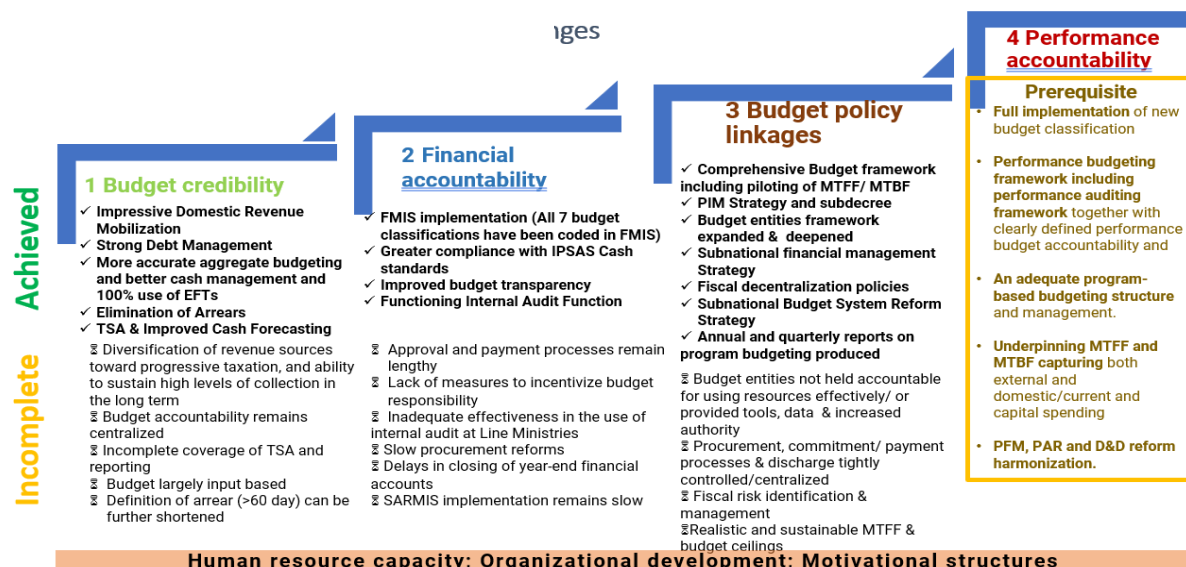 4 Performance
accountability
Prerequisite
• Full implementation of new
budget classification
• Performance budgeting
framework including
performance auditing
framework together with
clearly defined performance
budget accountability and
• An adequate program-
based budgeting structure
and management.
• Underpinning MTFF and
MTBF capturing both
external and
domestic/current and
capital spending
• PFM, PAR and D&D reform
harmonization.
3 Budget policy
linkages
✓ Comprehensive Budget framework
including piloting of MTFF/ MTBF
✓ PIM Strategy and subdecree
✓ Budget entities framework
expanded & deepened
✓ Subnational financial management
Strategy
✓ Fiscal decentralization policies
✓ Subnational Budget System Reform
Strategy
✓ Annual and quarterly reports on
program budgeting produced
⌛ Budget entities not held accountable
for using resources effectively/ or
provided tools, data & increased
authority
⌛ Procurement, commitment/ payment
processes & discharge tightly
controlled/centralized
⌛ Fiscal risk identification &
management
⌛Realistic and sustainable MTFF &
budget ceilings
2 Financial
accountability
✓ FMIS implementation (All 7 budget
classifications have been coded in FMIS)
✓ Greater compliance with IPSAS Cash
standards
✓ Improved budget transparency
✓ Functioning Internal Audit Function
⌛ Approval and payment processes remain
lengthy
⌛ Lack of measures to incentivize budget
responsibility
⌛ Inadequate effectiveness in the use of
internal audit at Line Ministries
⌛ Slow procurement reforms
⌛ Delays in closing of year-end financial
accounts
⌛ SARMIS implementation remains slow
1 Budget credibility
✓ Impressive Domestic Revenue
Mobilization
✓ Strong Debt Management
✓ More accurate aggregate budgeting
and better cash management and
100% use of EFTs
✓ Elimination of Arrears
✓ TSA & Improved Cash Forecasting
⌛ Diversification of revenue sources
toward progressive taxation, and ability
to sustain high levels of collection in
the long term
⌛ Budget accountability remains
centralized
⌛ Incomplete coverage of TSA and
reporting
⌛ Budget largely input based
⌛ Definition of arrear (>60 day) can be
further shortened
Achieved
Incomplete
Human resource capacity; Organizational development; Motivational structures